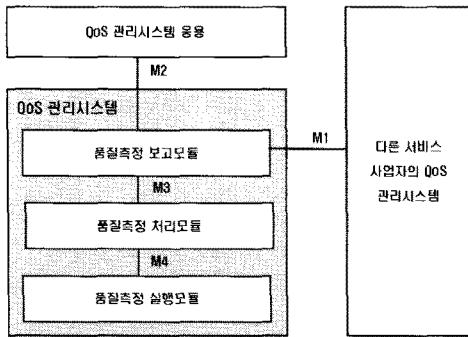 QoS 관리시스템 응용
M2
QoS 관리시스템
품질측정 보고모듈
M1
M3
품질측정 처리모듈
M4
품질측정 실행모듈
다른 서비스
사업자의 QoS
관리시스템